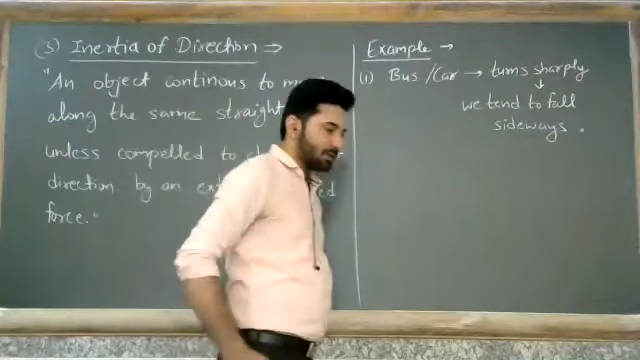 (3) Inertia of Direction ⇒
"An object continous to m
along the same straight
unless compelled to
direction by an ed
force."
Example →
(1) Bus / Car → turns sharply
↓
we tend to fall
sideways .